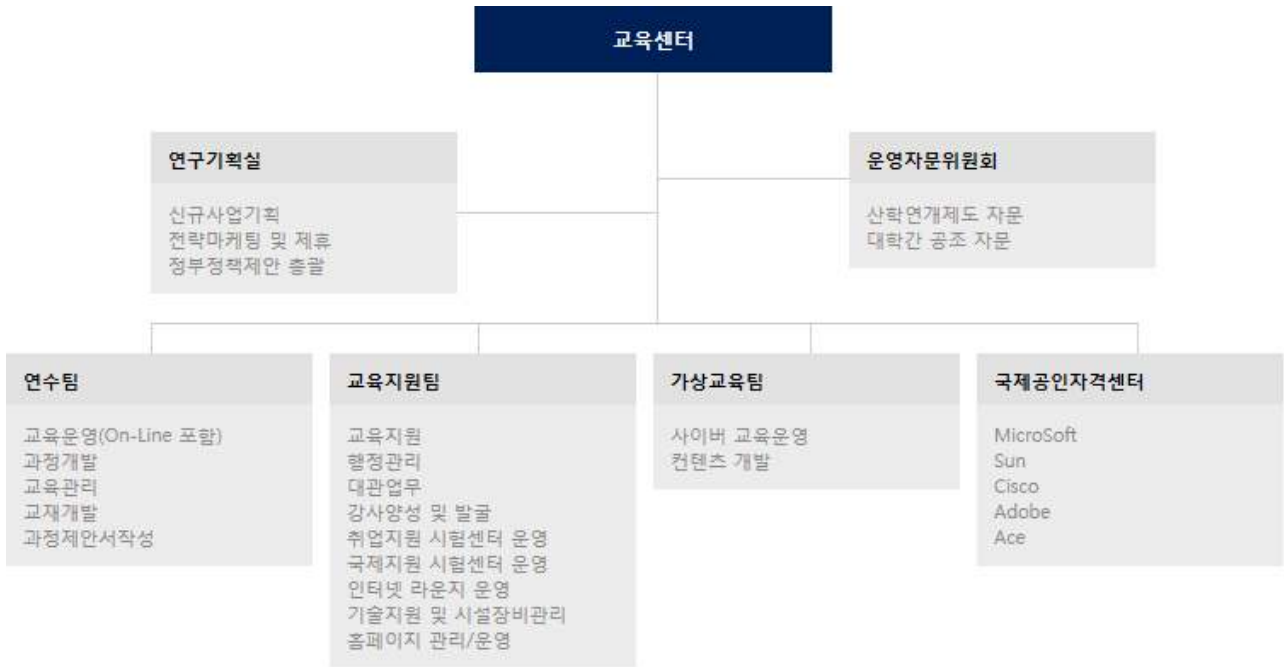 교육센터
연구기획실
신규사업기획
전략마케팅 및 제휴
정부정책제안 총괄
운영자문위원회
산학연개제도 자문
대학간 공조 자문
연수팀
교육운영(On-Line 포함)
과정개발
교육관리
교재개발
과정제안서작성
교육지원팀
교육지원
행정관리
대관업무
강사양성 및 발굴
취업지원 시험센터 운영
국제지원 시험센터 운영
인터넷 라운지 운영
기술지원 및 시설장비관리
홈페이지 관리/운영
가상교육팀
사이버 교육운영
컨텐츠 개발
국제공인자격센터
MicroSoft
Sun
Cisco
Adobe
Ace